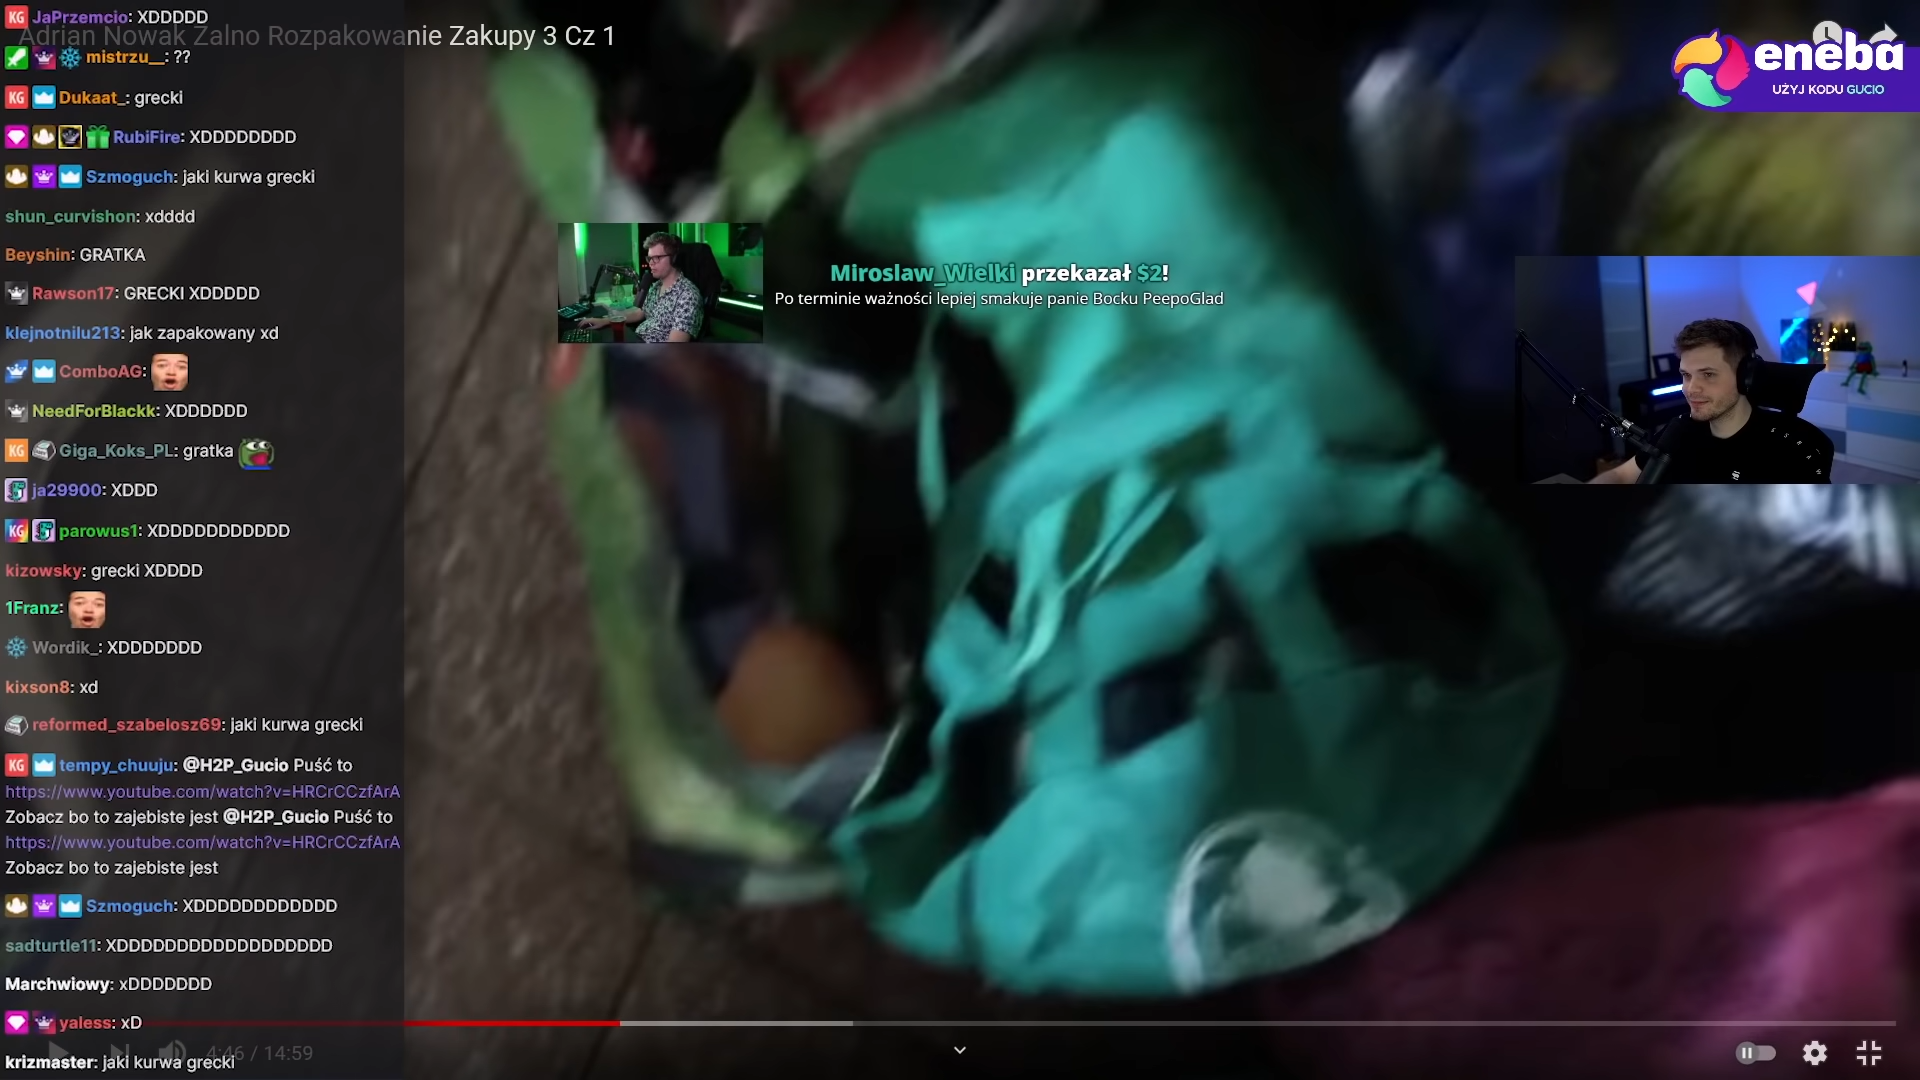 JaPrzemcio: XDDDDD
Adrian Nowak Zalno Rozpakowanie Zakupy 3 Cz 1
mistrzu__: ??
KG Dukaat_: grecki
RubiFire: XDDDDDDDD
Szmoguch: jaki kurwa grecki
shun_curvishon: xdddd
Beyshin: GRATKA
Rawson17: GRECKI XDDDDD
klejnotnilu213: jak zapakowany xd
ComboAG:
NeedForBlackk: XDDDDDD
KG Giga_Koks_PL: gratka
ja29900: XDDD
KG parowus1: XDDDDDDDDDDD
kizowsky: grecki XDDDD
1Franz:
Wordik_: XDDDDDDD
kixson8: xd
reformed_szabelosz69: jaki kurwa grecki
KG tempy_chuuju: @H2P_Gucio Puść to
https://www.youtube.com/watch?v=HRCrCCzfArA
Zobacz bo to zajebiste jest @H2P_Gucio Puść to
https://www.youtube.com/watch?v=HRCrCCzfArA
Zobacz bo to zajebiste jest
Szmoguch: XDDDDDDDDDDDD
sadturtle11: XDDDDDDDDDDDDDDDDDD
Marchwiowy: xDDDDDDD
yaless: xD
4:46 / 14:59
krizmaster: jaki kurwa grecki
Miroslaw_Wielki przekazał $2!
Po terminie ważności lepiej smakuje panie Bocku PeepoGlad
eneba
UŻYJ KODU GUCIO